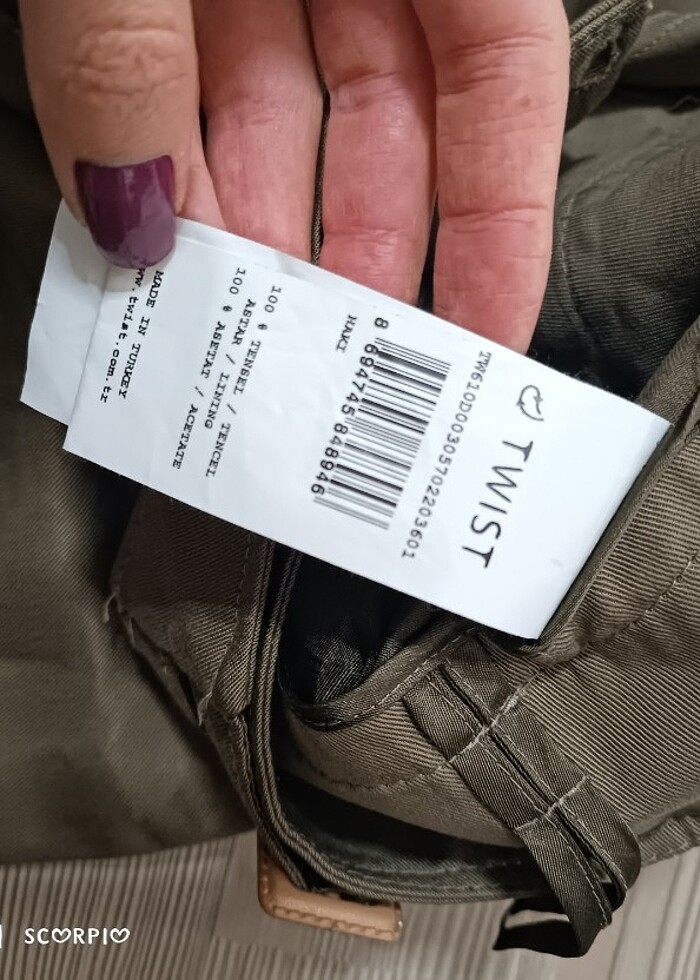 TWIST
TW610D00305702203601
8 694745 848946
HAKI
100 % TENSEL / TENCEL
ASTAR / LINING
100 % ASETAT / ACETATE
MADE IN TURKEY
www.twist.com.tr
SCORPIO